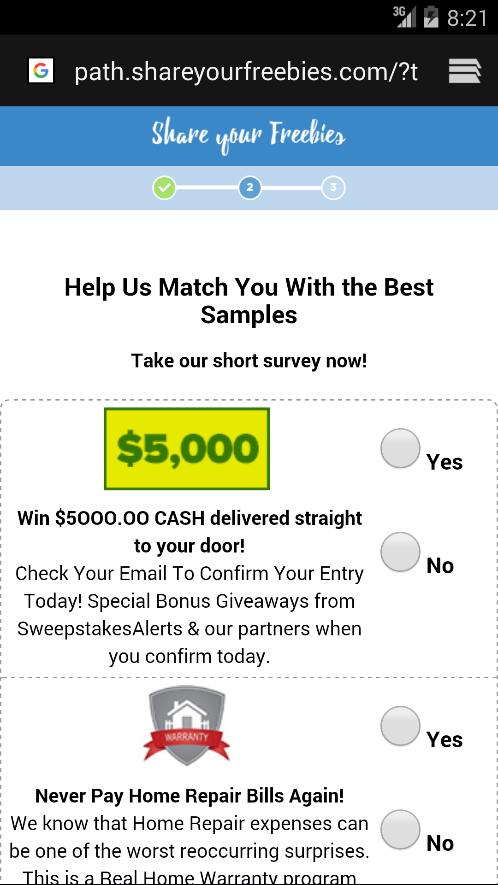 3G 8:21
G path.shareyourfreebies.com/?t
Share your Freebies
2 3
Help Us Match You With the Best
Samples
Take our short survey now!
$5,000
Yes
Win $5OOO.OO CASH delivered straight
to your door!
No
Check Your Email To Confirm Your Entry
Today! Special Bonus Giveaways from
SweepstakesAlerts & our partners when
you confirm today.
WARRANTY
Yes
Never Pay Home Repair Bills Again!
We know that Home Repair expenses can
No
be one of the worst reoccurring surprises.
This is a Real Home Warranty program